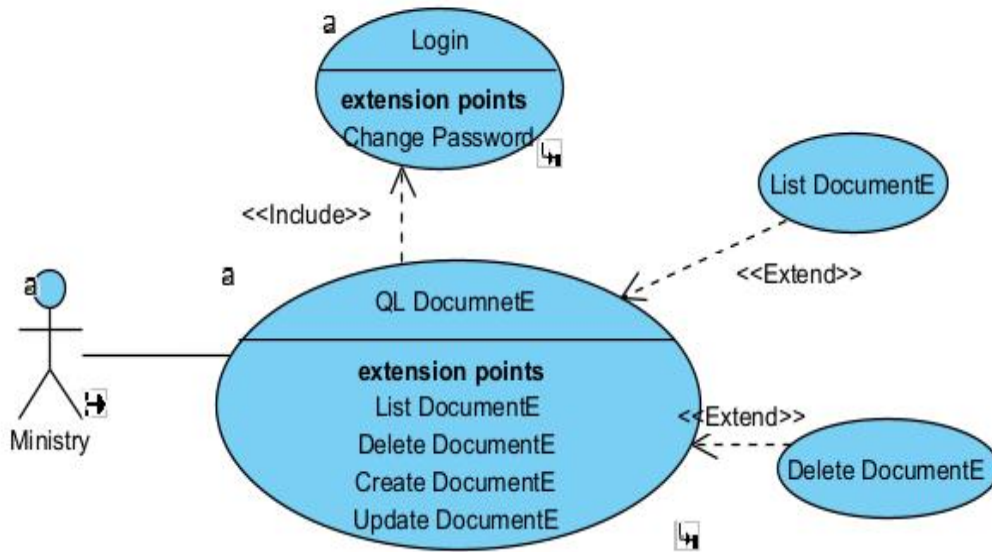 a
Login
extension points
Change Password
<<Include>>
List DocumentE
<<Extend>>
a
a
QL DocumnetE
extension points
List DocumentE
Delete DocumentE
Create DocumentE
Update DocumentE
Ministry
<<Extend>>
Delete DocumentE